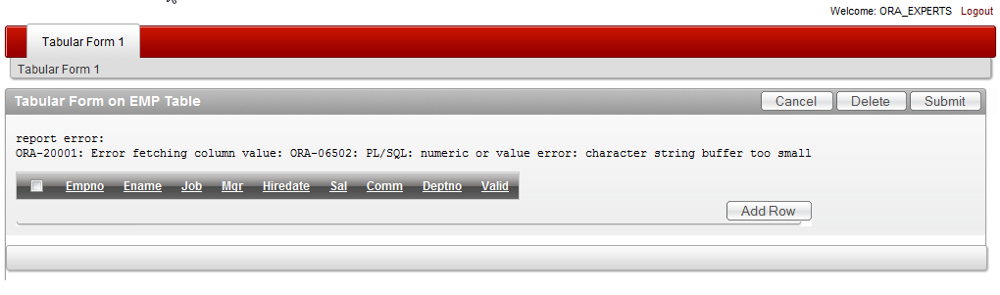 Welcome: ORA_EXPERTS Logout
Tabular Form 1
Tabular Form 1
Tabular Form on EMP Table Cancel Delete Submit
report error:
ORA-20001: Error fetching column value: ORA-06502: PL/SQL: numeric or value error: character string buffer too small
Empno Ename Job Mgr Hiredate Sal Comm Deptno Valid
Add Row